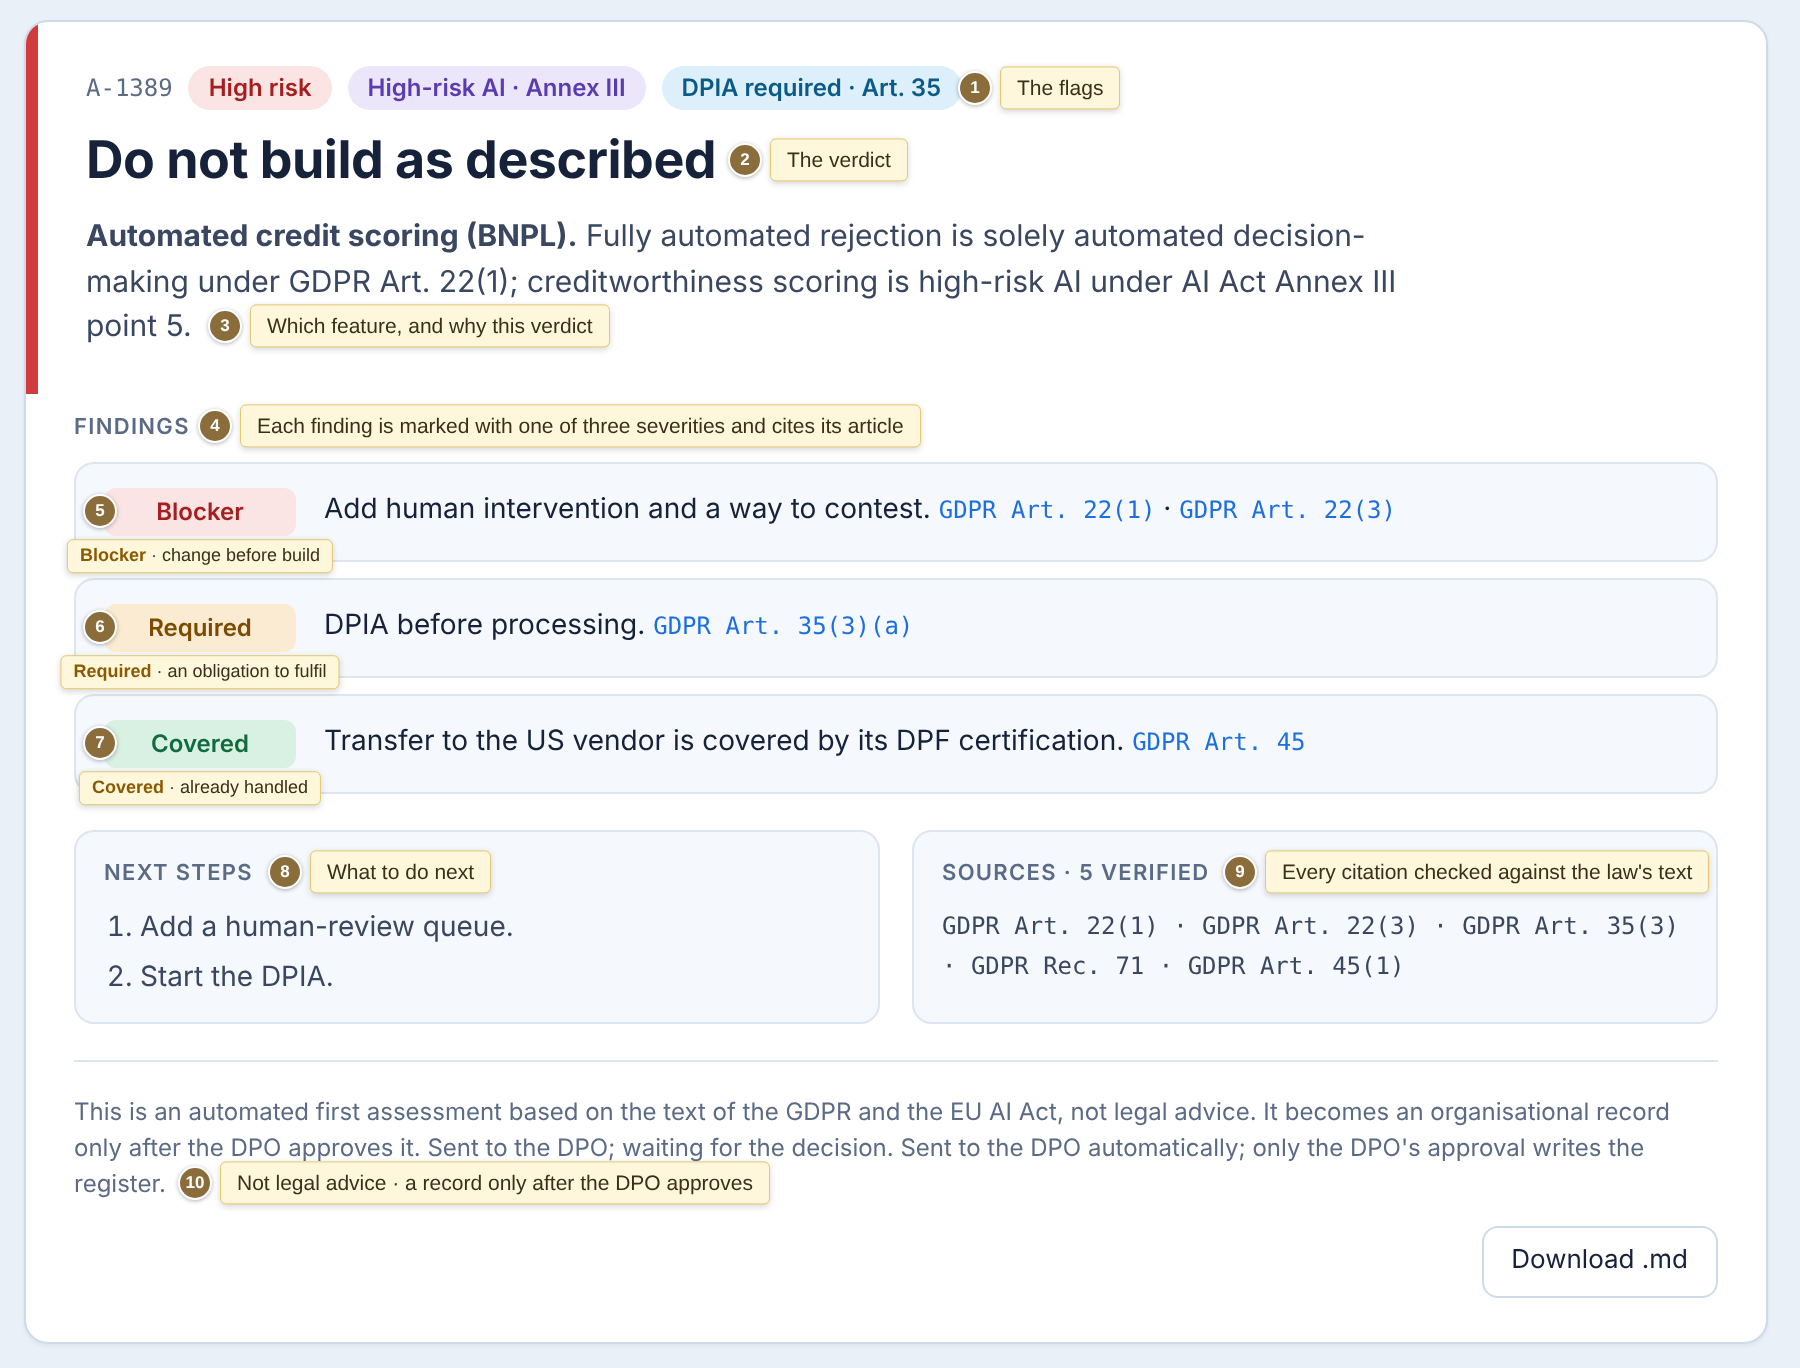 A-1389 High risk High-risk AI · Annex III DPIA required · Art. 35 1 The flags
Do not build as described 2 The verdict
Automated credit scoring (BNPL). Fully automated rejection is solely automated decision-
making under GDPR Art. 22(1); creditworthiness scoring is high-risk AI under AI Act Annex III
point 5. 3 Which feature, and why this verdict
FINDINGS 4 Each finding is marked with one of three severities and cites its article
5 Blocker Add human intervention and a way to contest. GDPR Art. 22(1) · GDPR Art. 22(3)
Blocker · change before build
6 Required DPIA before processing. GDPR Art. 35(3)(a)
Required · an obligation to fulfil
7 Covered Transfer to the US vendor is covered by its DPF certification. GDPR Art. 45
Covered · already handled
NEXT STEPS 8 What to do next
1. Add a human-review queue.
2. Start the DPIA.
SOURCES · 5 VERIFIED 9 Every citation checked against the law's text
GDPR Art. 22(1) · GDPR Art. 22(3) · GDPR Art. 35(3)
· GDPR Rec. 71 · GDPR Art. 45(1)
This is an automated first assessment based on the text of the GDPR and the EU AI Act, not legal advice. It becomes an organisational record
only after the DPO approves it. Sent to the DPO; waiting for the decision. Sent to the DPO automatically; only the DPO's approval writes the
register. 10 Not legal advice · a record only after the DPO approves
Download .md